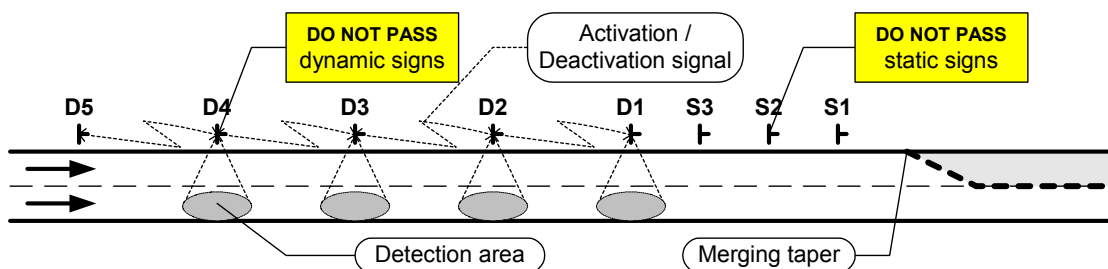 DO NOT PASS
dynamic signs
Activation /
Deactivation signal
DO NOT PASS
static signs
D5
D4
D3
D2
D1
S3
S2
S1
Detection area
Merging taper